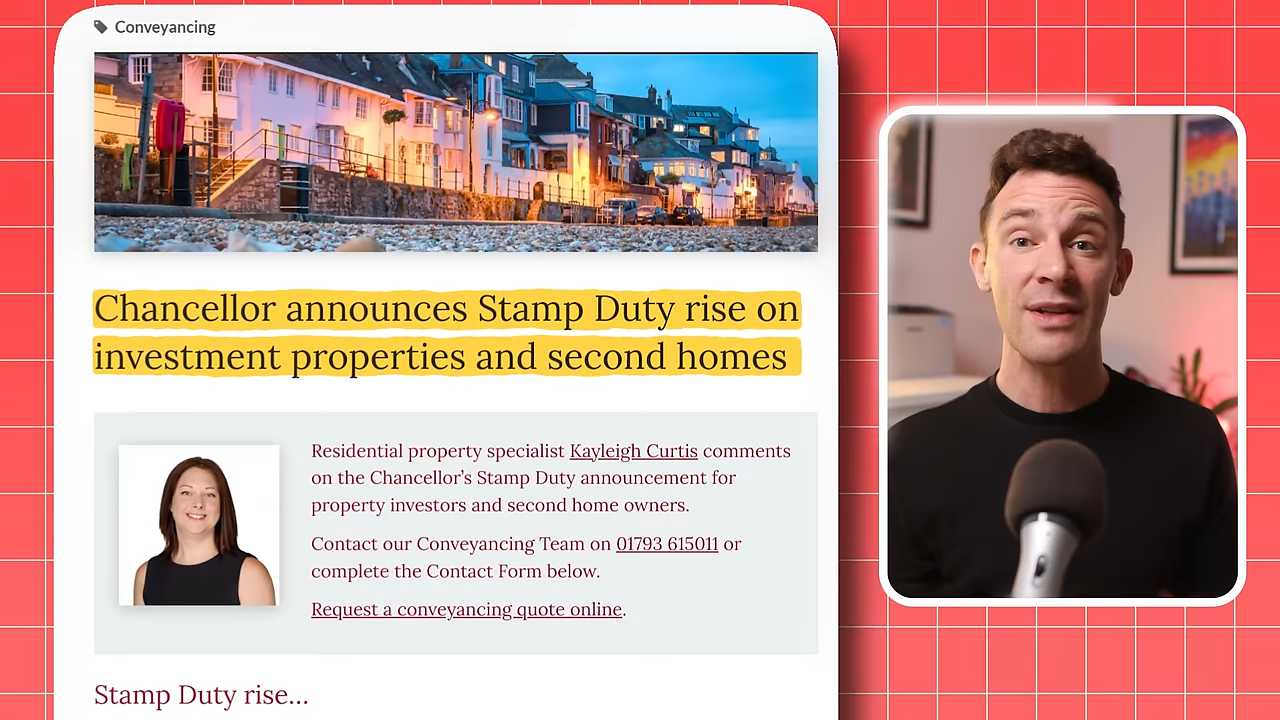 Conveyancing
Chancellor announces Stamp Duty rise on
investment properties and second homes
Residential property specialist Kayleigh Curtis comments
on the Chancellor’s Stamp Duty announcement for
property investors and second home owners.
Contact our Conveyancing Team on 01793 615011 or
complete the Contact Form below.
Request a conveyancing quote online.
Stamp Duty rise...